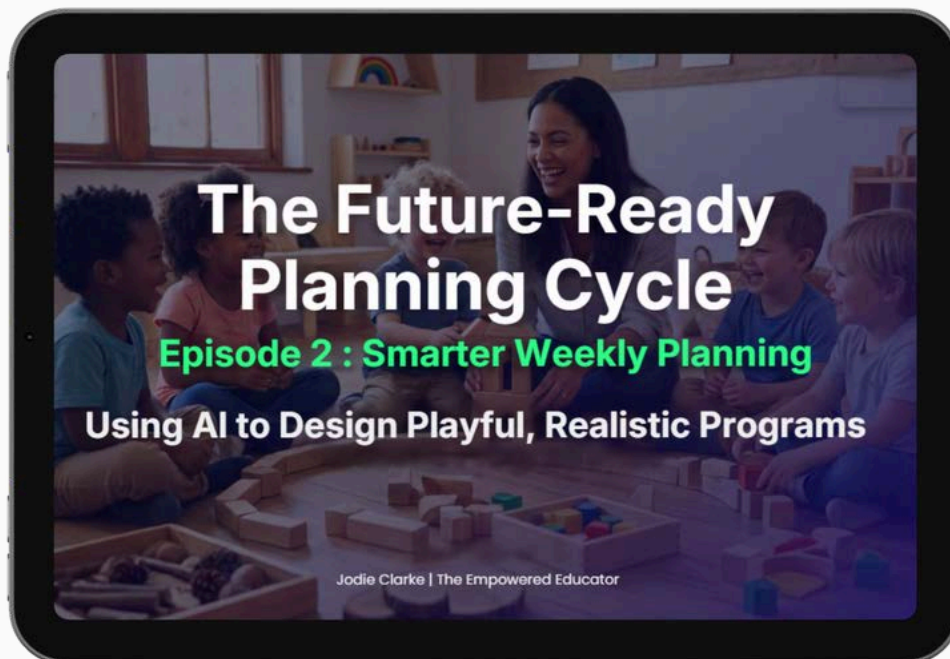 The Future-Ready
Planning Cycle
Episode 2 : Smarter Weekly Planning
Using AI to Design Playful, Realistic Programs
Jodie Clarke | The Empowered Educator